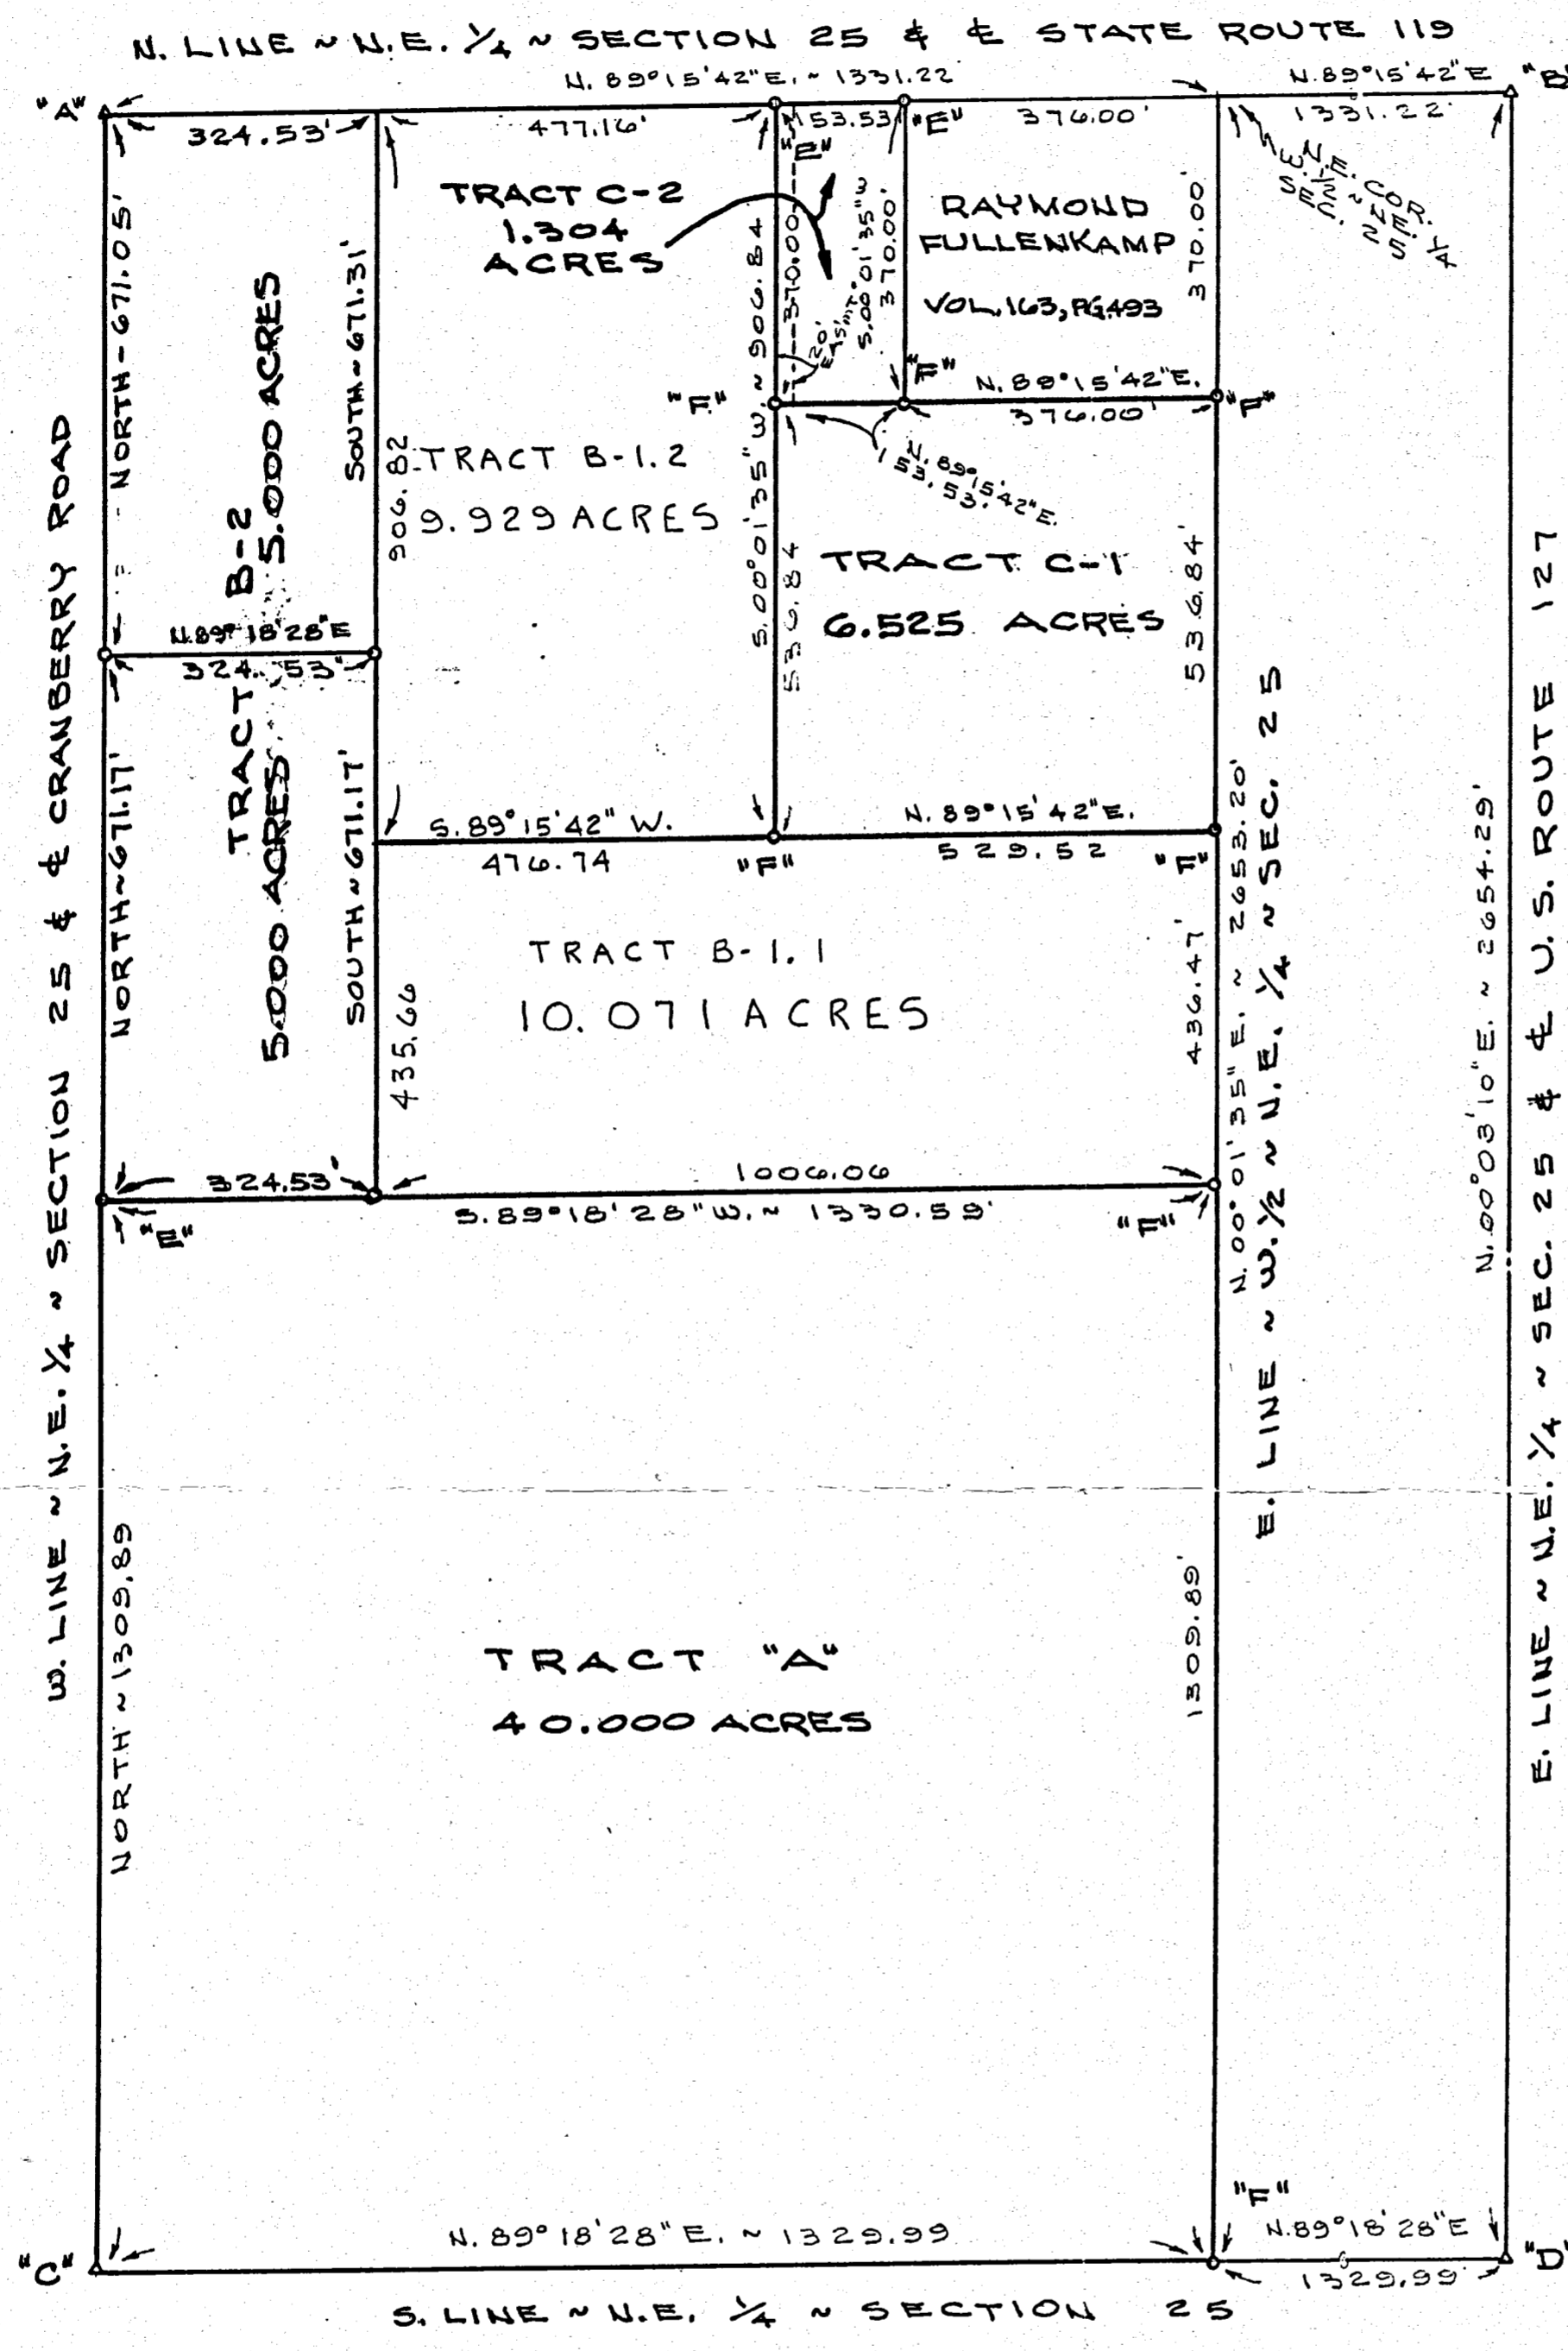 N. LINE ~ N.E. 1/4 ~ SECTION 25 & ℄ STATE ROUTE 119
N. 89°15'42"E. ~ 1331.22
N.89°15'42"E
"A"
"B"
324.53'
477.16'
153.53'
"E"
376.00'
1331.22'
"E"
N.E. COR.
W. 1/2 ~ N.E. 1/4
SEC. 25
TRACT C-2
1.304
ACRES
RAYMOND
FULLENKAMP
VOL. 163, PG. 493
NORTH - 671.05'
SOUTH ~ 671.31'
TRACT B-2
5.000 ACRES
S.00°01'35"W. ~ 906.84
370.00
20'
S.00°01'35"W
370.00'
370.00'
"F"
"F"
N. 89°15'42"E.
376.00'
"F"
N. 89°15'42"E.
153.53'
906.82
TRACT B-1.2
9.929 ACRES
536.84
TRACT C-1
6.525 ACRES
536.84'
N.89°18'28"E
324.53'
5.000 ACRES
NORTH ~ 671.17'
SOUTH ~ 671.17'
S.89°15'42" W.
476.74
"F"
N. 89°15'42"E.
529.52
"F"
TRACT B-1.1
10.071 ACRES
435.66
436.47'
324.53'
1006.06
S.89°18'28"W. ~ 1330.59'
"E"
"F"
W. LINE ~ N.E. 1/4 ~ SECTION 25 & ℄ CRANBERRY ROAD
N.00°01'35"E. ~ 2653.20'
E. LINE ~ W. 1/2 ~ N.E. 1/4 ~ SEC. 25
N.00°03'10"E. ~ 2654.29'
E. LINE ~ N.E. 1/4 ~ SEC. 25 & ℄ U.S. ROUTE 127
NORTH ~ 1309.89
TRACT "A"
40.000 ACRES
1309.89'
"F"
N. 89°18'28"E. ~ 1329.99
N.89°18'28"E
"C"
"D"
1329.99'
S. LINE ~ N.E. 1/4 ~ SECTION 25